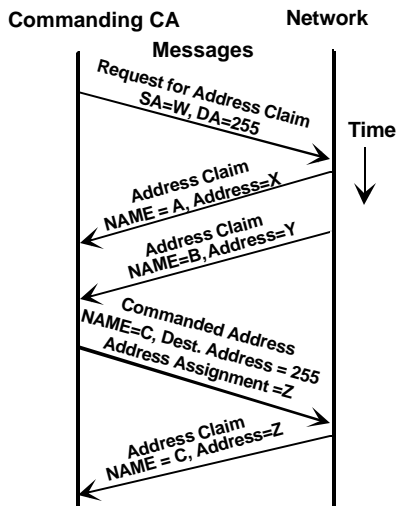 Commanding CA
Network
Messages
Request for Address Claim
SA=W, DA=255
Time
Address Claim
NAME = A, Address=X
Address Claim
NAME=B, Address=Y
Commanded Address
NAME=C, Dest. Address = 255
Address Assignment =Z
Address Claim
NAME = C, Address=Z